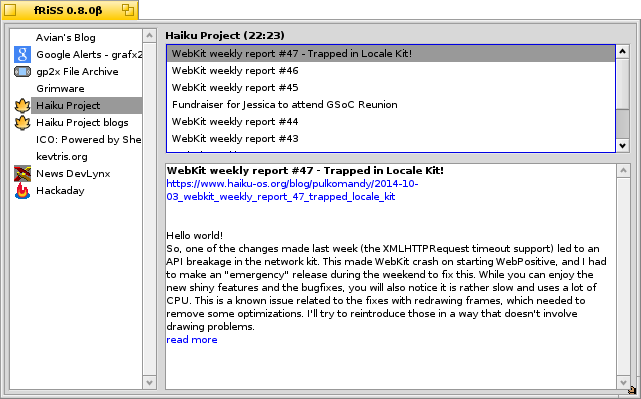 fRiSS 0.8.0β
Avian's Blog
Google Alerts - grafx2
gp2x File Archive
Grimware
Haiku Project
Haiku Project blogs
ICO: Powered by She
kevtris.org
News DevLynx
Hackaday
Haiku Project (22:23)
WebKit weekly report #47 - Trapped in Locale Kit!
WebKit weekly report #46
WebKit weekly report #45
Fundraiser for Jessica to attend GSoC Reunion
WebKit weekly report #44
WebKit weekly report #43
WebKit weekly report #47 - Trapped in Locale Kit!
https://www.haiku-os.org/blog/pulkomandy/2014-10-
03_webkit_weekly_report_47_trapped_locale_kit
Hello world!
So, one of the changes made last week (the XMLHTTPRequest timeout support) led to an
API breakage in the network kit. This made WebKit crash on starting WebPositive, and I had
to make an "emergency" release during the weekend to fix this. While you can enjoy the
new shiny features and the bugfixes, you will also notice it is rather slow and uses a lot of
CPU. This is a known issue related to the fixes with redrawing frames, which needed to
remove some optimizations. I'll try to reintroduce those in a way that doesn't involve
drawing problems.
read more